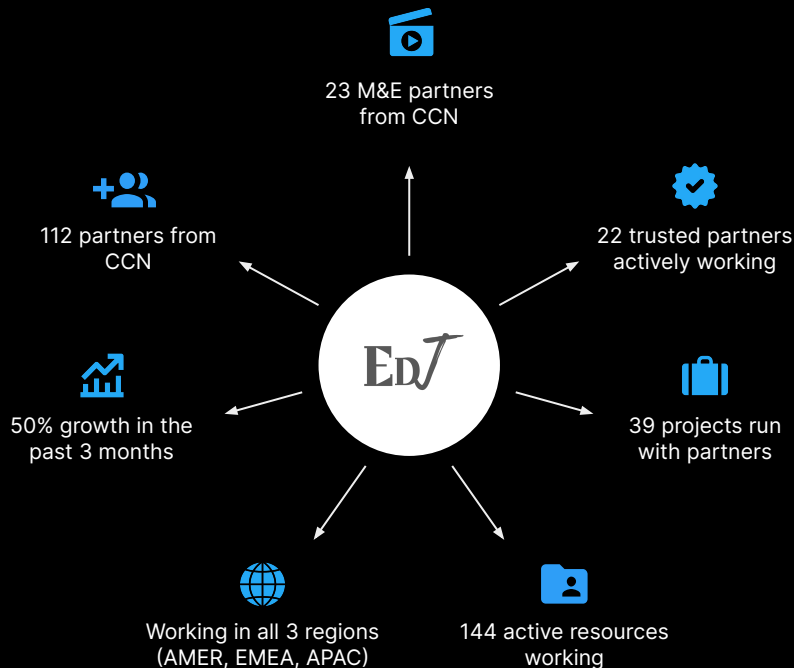 23 M&E partners
from CCN
112 partners from
CCN
22 trusted partners
actively working
EDT
50% growth in the
past 3 months
39 projects run
with partners
Working in all 3 regions
(AMER, EMEA, APAC)
144 active resources
working